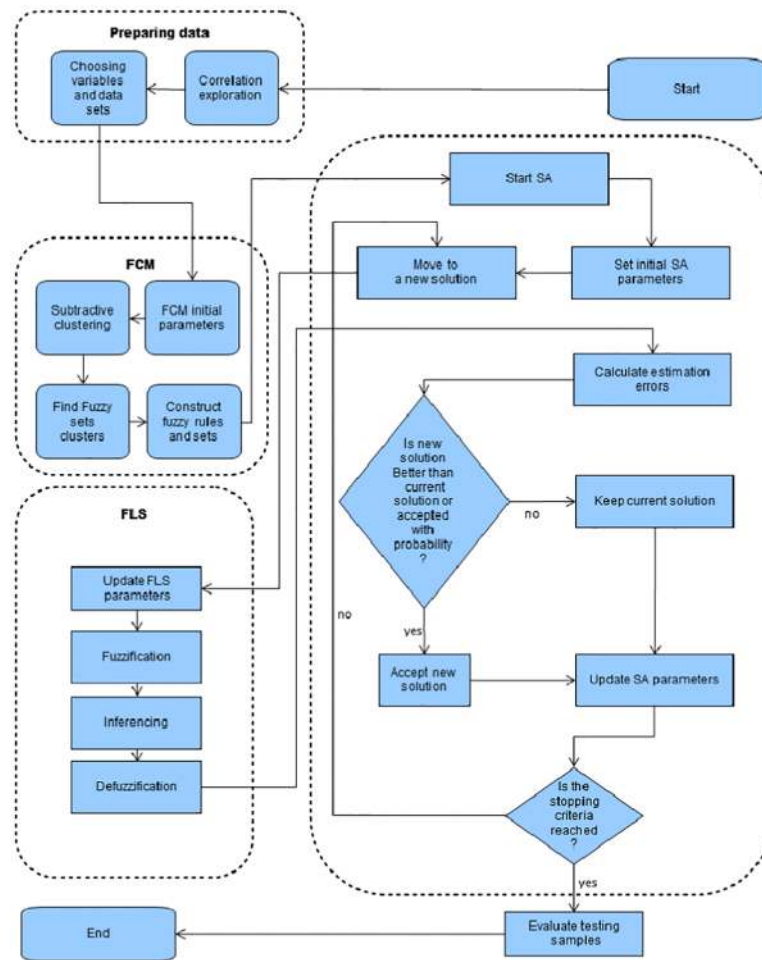 Preparing data
Choosing
variables
and data
sets
Correlation
exploration
Start
Start SA
Move to
a new solution
Set initial SA
parameters
FCM
Subtractive
clustering
FCM initial
parameters
Find Fuzzy
sets
clusters
Construct
fuzzy rules
and sets
Calculate estimation
errors
Is new
solution
Better than
current
solution or
accepted
with
probability
?
no
Keep current solution
FLS
Update FLS
parameters
Fuzzification
Inferencing
Defuzzification
no
yes
Accept new
solution
Update SA parameters
Is the
stopping
criteria
reached
?
yes
End
Evaluate testing
samples